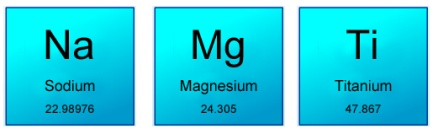 Na Mg Ti
Sodium Magnesium Titanium
22.98976 24.305 47.867